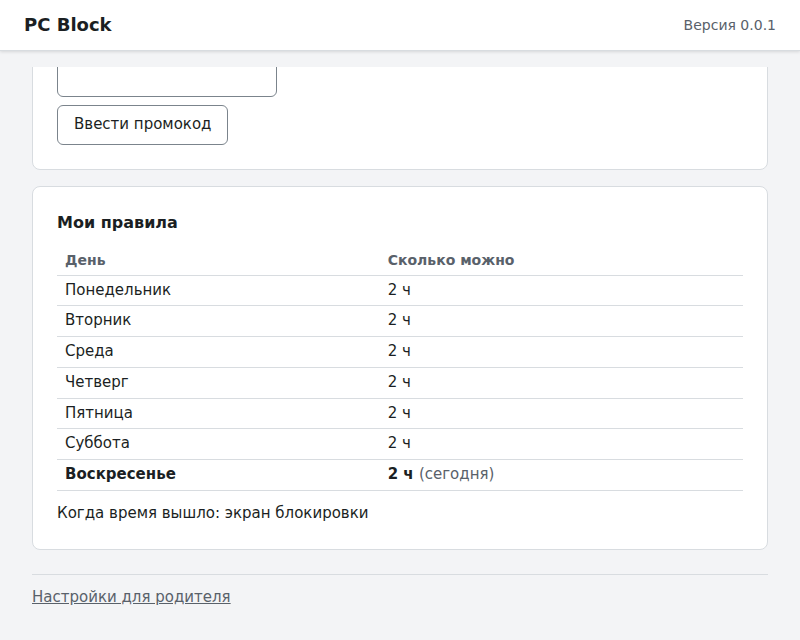 PC Block
Версия 0.0.1
Ввести промокод
Мои правила
День Сколько можно
Понедельник 2 ч
Вторник 2 ч
Среда 2 ч
Четверг 2 ч
Пятница 2 ч
Суббота 2 ч
Воскресенье 2 ч (сегодня)
Когда время вышло: экран блокировки
Настройки для родителя